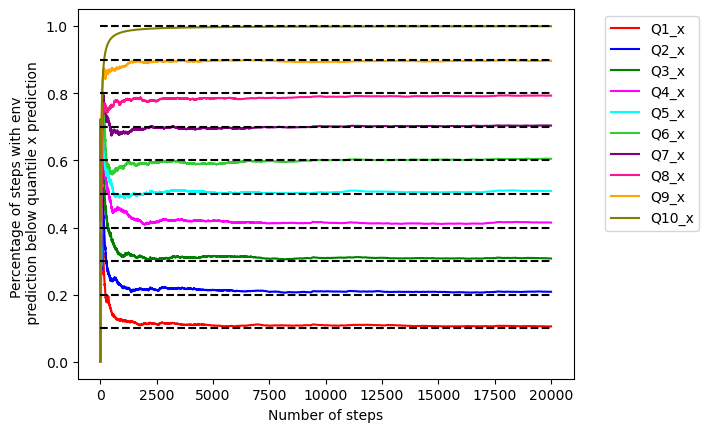 Percentage of steps with env
prediction below quantile x prediction
1.0
0.8
0.6
0.4
0.2
0.0
0
2500
5000
7500
10000
12500
15000
17500
20000
Number of steps
Q1_x
Q2_x
Q3_x
Q4_x
Q5_x
Q6_x
Q7_x
Q8_x
Q9_x
Q10_x